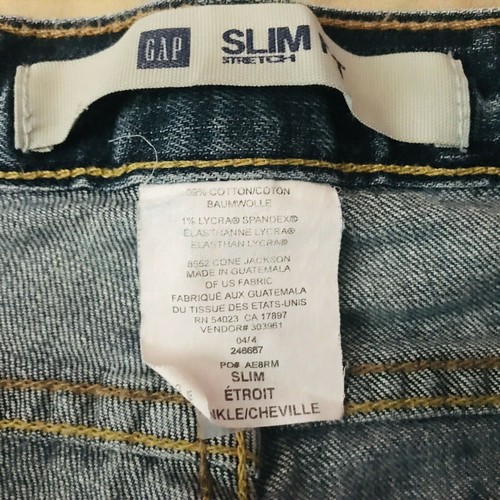 GAP
SLIM
STRETCH
99% COTTON/COTON
BAUMWOLLE
1% LYCRA® SPANDEX®
ELASTHANNE LYCRA®
ELASTHAN LYCRA®
8552 CONE JACKSON
MADE IN GUATEMALA
OF US FABRIC
FABRIQUÉ AUX GUATEMALA
DU TISSUE DES ETATS-UNIS
RN 54023 CA 17897
VENDOR# 303961
04/4
246667
PO# AE8RM
SLIM
ÉTROIT
NKLE/CHEVILLE